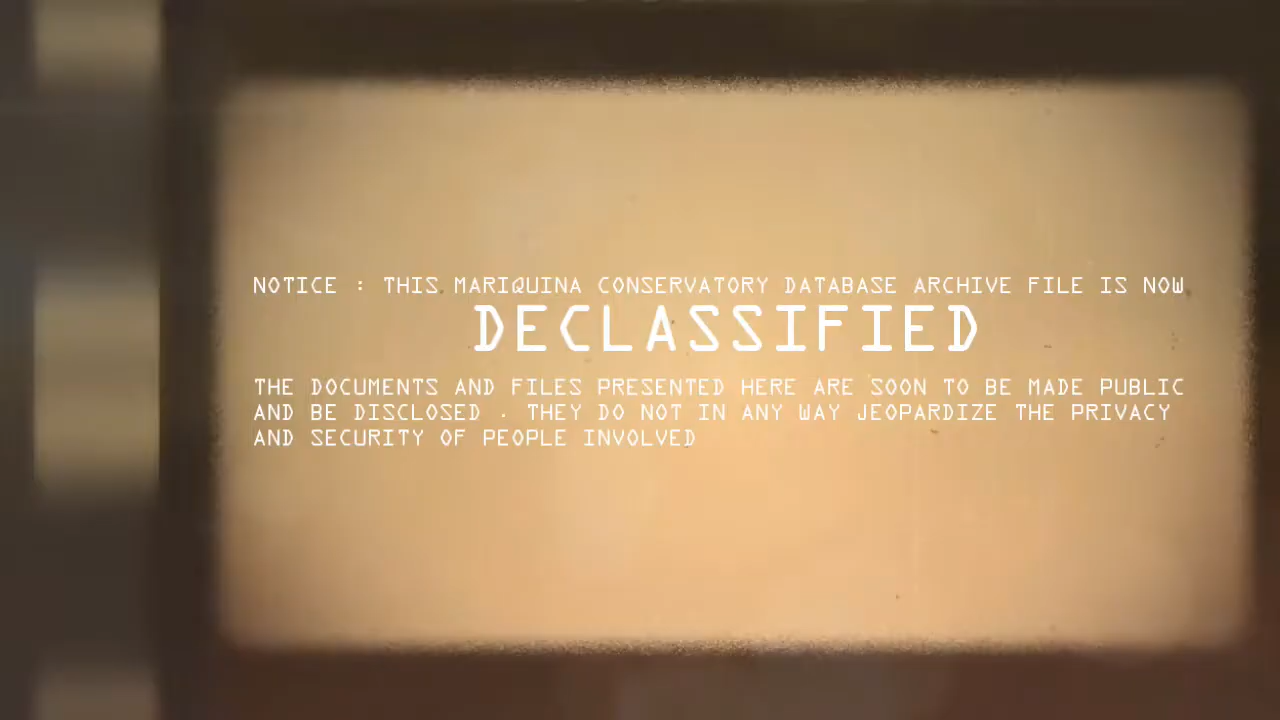 NOTICE : THIS MARIQUINA CONSERVATORY DATABASE ARCHIVE FILE IS NOW
DECLASSIFIED
THE DOCUMENTS AND FILES PRESENTED HERE ARE SOON TO BE MADE PUBLIC
AND BE DISCLOSED . THEY DO NOT IN ANY WAY JEOPARDIZE THE PRIVACY
AND SECURITY OF PEOPLE INVOLVED